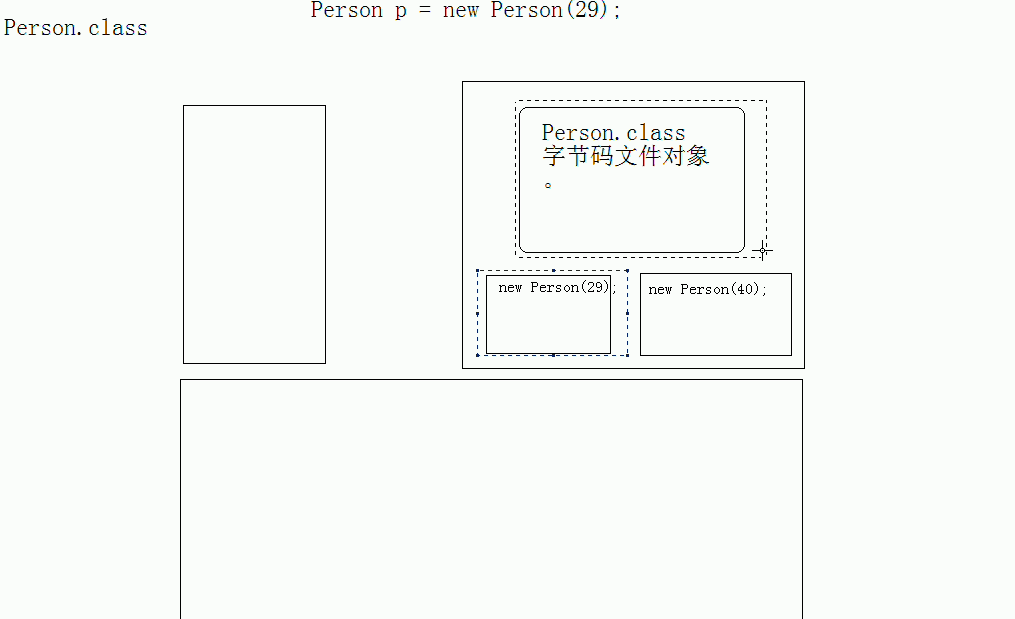 Person p = new Person(29);
Person.class
Person.class
字节码文件对象
。
new Person(29);
new Person(40);